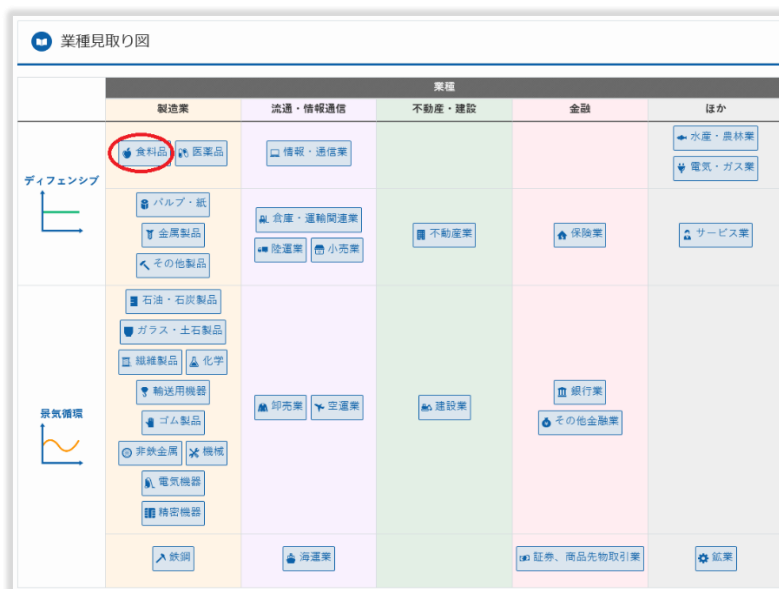 業種見取り図
業種
製造業 流通・情報通信 不動産・建設 金融 ほか
ディフェンシブ
食料品 医薬品 情報・通信業 水産・農林業
電気・ガス業
パルプ・紙
金属製品
その他製品
倉庫・運輸関連業
陸運業 小売業
不動産業
保険業
サービス業
景気循環
石油・石炭製品
ガラス・土石製品
繊維製品 化学
輸送用機器
ゴム製品
非鉄金属 機械
電気機器
精密機器
卸売業 空運業
建設業
銀行業
その他金融業
鉄鋼 海運業 証券、商品先物取引業 鉱業